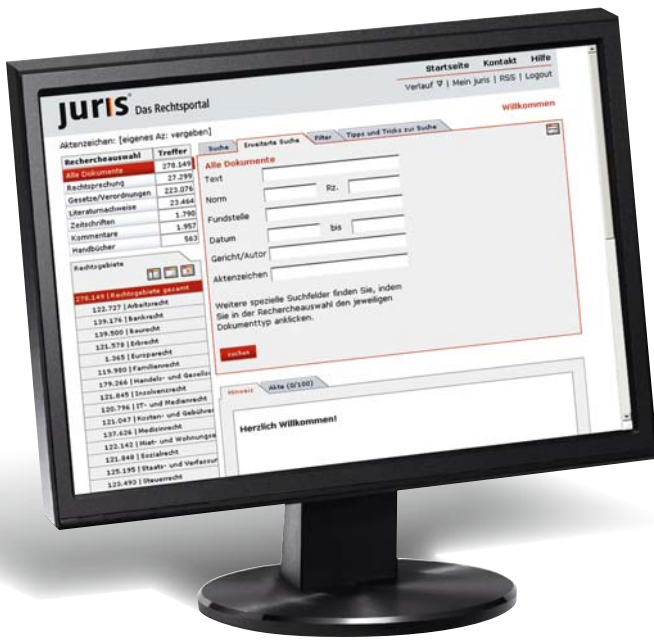 juris Das Rechtsportal
Startseite Kontakt Hilfe
Verlauf | Mein juris | RSS | Logout
Willkommen
Aktenzeichen: [eigenes Az: vergeben]
Rechercheauswahl Treffer
Alle Dokumente 278.149
Rechtsprechung 27.299
Gesetze/Verordnungen 223.076
Literaturnachweise 23.464
Zeitschriften 1.790
Kommentare 1.957
Handbücher 563
Rechtsgebiete
278.149 | Rechtsgebiete gesamt
122.727 | Arbeitsrecht
139.176 | Bankrecht
139.500 | Baurecht
121.578 | Erbrecht
1.365 | Europarecht
119.980 | Familienrecht
179.266 | Handels- und Gesells
121.845 | Insolvenzrecht
120.796 | IT- und Medienrecht
121.047 | Kosten- und Gebühren
137.626 | Medizinrecht
122.142 | Miet- und Wohnungse
121.848 | Sozialrecht
125.195 | Staats- und Verfassun
123.493 | Steuerrecht
Suche Erweiterte Suche Filter Tipps und Tricks zur Suche
Alle Dokumente
Text
Norm Rz.
Fundstelle
Datum bis
Gericht/Autor
Aktenzeichen
Weitere spezielle Suchfelder finden Sie, indem
Sie in der Rechercheauswahl den jeweiligen
Dokumenttyp anklicken.
suchen
Hinweis Akte (0/100)
Herzlich Willkommen!